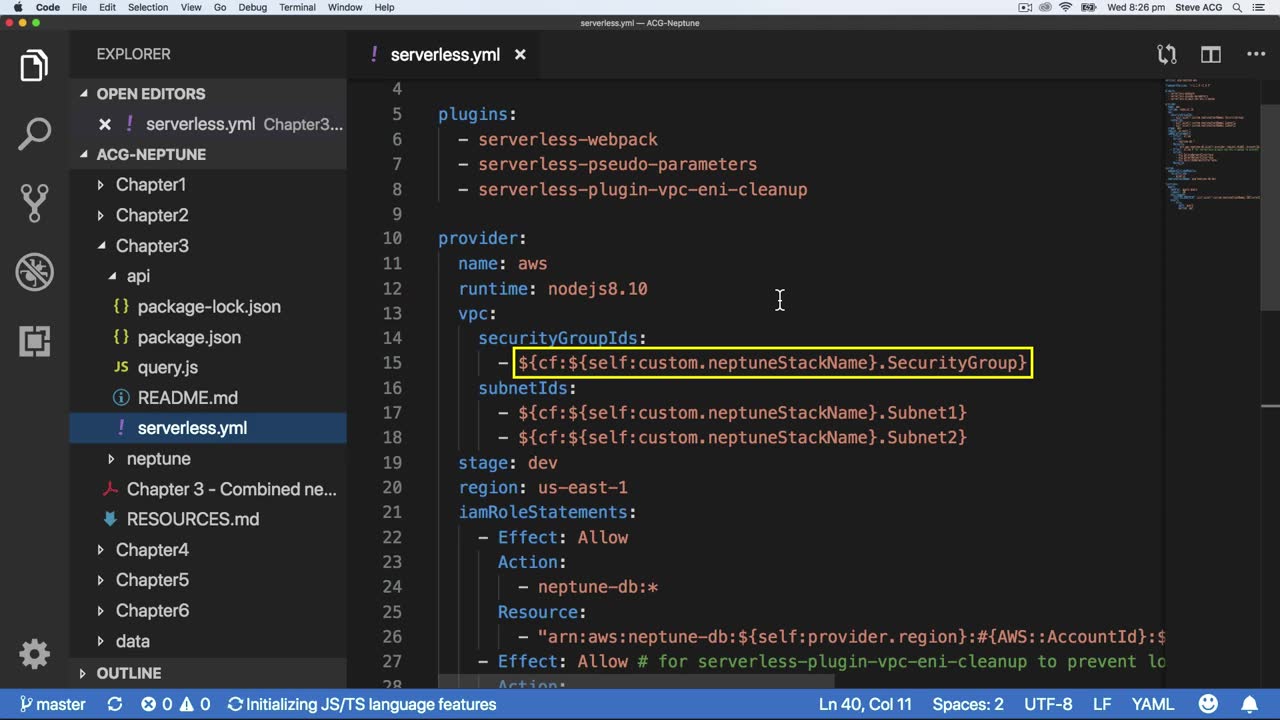 Code File Edit Selection View Go Debug Terminal Window Help Wed 8:26 pm Steve ACG
serverless.yml — ACG-Neptune
EXPLORER
OPEN EDITORS
serverless.yml Chapter3...
ACG-NEPTUNE
Chapter1
Chapter2
Chapter3
api
{} package-lock.json
{} package.json
JS query.js
README.md
! serverless.yml
neptune
Chapter 3 - Combined ne...
RESOURCES.md
Chapter4
Chapter5
Chapter6
data
OUTLINE
! serverless.yml
4
5 plugins:
6 - serverless-webpack
7 - serverless-pseudo-parameters
8 - serverless-plugin-vpc-eni-cleanup
9
10 provider:
11 name: aws
12 runtime: nodejs8.10
13 vpc:
14 securityGroupIds:
15 - ${cf:${self:custom.neptuneStackName}.SecurityGroup}
16 subnetIds:
17 - ${cf:${self:custom.neptuneStackName}.Subnet1}
18 - ${cf:${self:custom.neptuneStackName}.Subnet2}
19 stage: dev
20 region: us-east-1
21 iamRoleStatements:
22 - Effect: Allow
23 Action:
24 - neptune-db:*
25 Resource:
26 - "arn:aws:neptune-db:${self:provider.region}:#{AWS::AccountId}:$
27 - Effect: Allow # for serverless-plugin-vpc-eni-cleanup to prevent lo
28 Action:
master 0 0 Initializing JS/TS language features Ln 40, Col 11 Spaces: 2 UTF-8 LF YAML